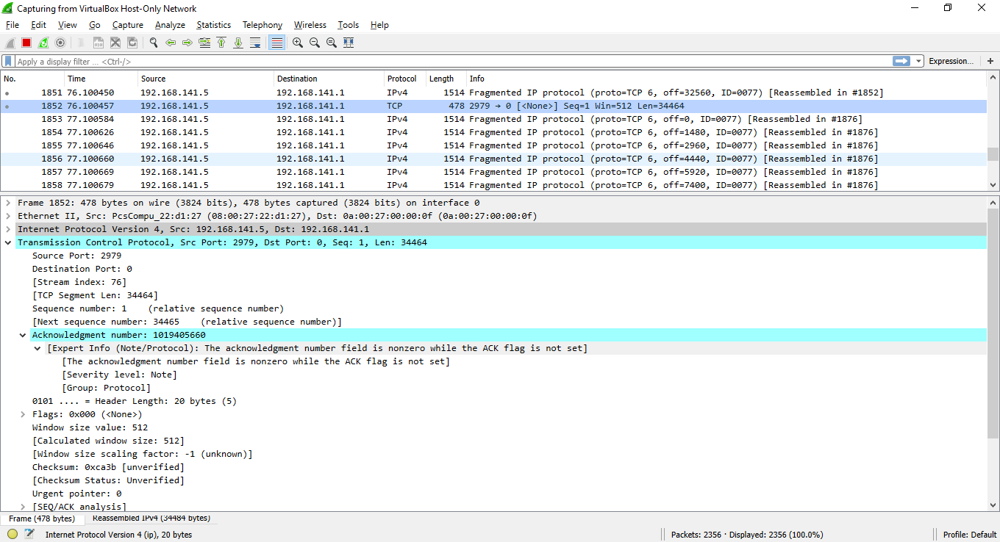 Capturing from VirtualBox Host-Only Network
File Edit View Go Capture Analyze Statistics Telephony Wireless Tools Help
Apply a display filter ... <Ctrl-/> Expression... +
No. Time Source Destination Protocol Length Info
1851 76.100450 192.168.141.5 192.168.141.1 IPv4 1514 Fragmented IP protocol (proto=TCP 6, off=32560, ID=0077) [Reassembled in #1852]
1852 76.100457 192.168.141.5 192.168.141.1 TCP 478 2979 → 0 [<None>] Seq=1 Win=512 Len=34464
1853 77.100584 192.168.141.5 192.168.141.1 IPv4 1514 Fragmented IP protocol (proto=TCP 6, off=0, ID=0077) [Reassembled in #1876]
1854 77.100626 192.168.141.5 192.168.141.1 IPv4 1514 Fragmented IP protocol (proto=TCP 6, off=1480, ID=0077) [Reassembled in #1876]
1855 77.100646 192.168.141.5 192.168.141.1 IPv4 1514 Fragmented IP protocol (proto=TCP 6, off=2960, ID=0077) [Reassembled in #1876]
1856 77.100660 192.168.141.5 192.168.141.1 IPv4 1514 Fragmented IP protocol (proto=TCP 6, off=4440, ID=0077) [Reassembled in #1876]
1857 77.100669 192.168.141.5 192.168.141.1 IPv4 1514 Fragmented IP protocol (proto=TCP 6, off=5920, ID=0077) [Reassembled in #1876]
1858 77.100679 192.168.141.5 192.168.141.1 IPv4 1514 Fragmented IP protocol (proto=TCP 6, off=7400, ID=0077) [Reassembled in #1876]
Frame 1852: 478 bytes on wire (3824 bits), 478 bytes captured (3824 bits) on interface 0
Ethernet II, Src: PcsCompu_22:d1:27 (08:00:27:22:d1:27), Dst: 0a:00:27:00:00:0f (0a:00:27:00:00:0f)
Internet Protocol Version 4, Src: 192.168.141.5, Dst: 192.168.141.1
Transmission Control Protocol, Src Port: 2979, Dst Port: 0, Seq: 1, Len: 34464
Source Port: 2979
Destination Port: 0
[Stream index: 76]
[TCP Segment Len: 34464]
Sequence number: 1 (relative sequence number)
[Next sequence number: 34465 (relative sequence number)]
Acknowledgment number: 1019405660
[Expert Info (Note/Protocol): The acknowledgment number field is nonzero while the ACK flag is not set]
[The acknowledgment number field is nonzero while the ACK flag is not set]
[Severity level: Note]
[Group: Protocol]
0101 .... = Header Length: 20 bytes (5)
Flags: 0x000 (<None>)
Window size value: 512
[Calculated window size: 512]
[Window size scaling factor: -1 (unknown)]
Checksum: 0xca3b [unverified]
[Checksum Status: Unverified]
Urgent pointer: 0
[SEQ/ACK analysis]
Frame (478 bytes) Reassembled IPv4 (34484 bytes)
Internet Protocol Version 4 (ip), 20 bytes Packets: 2356 · Displayed: 2356 (100.0%) Profile: Default